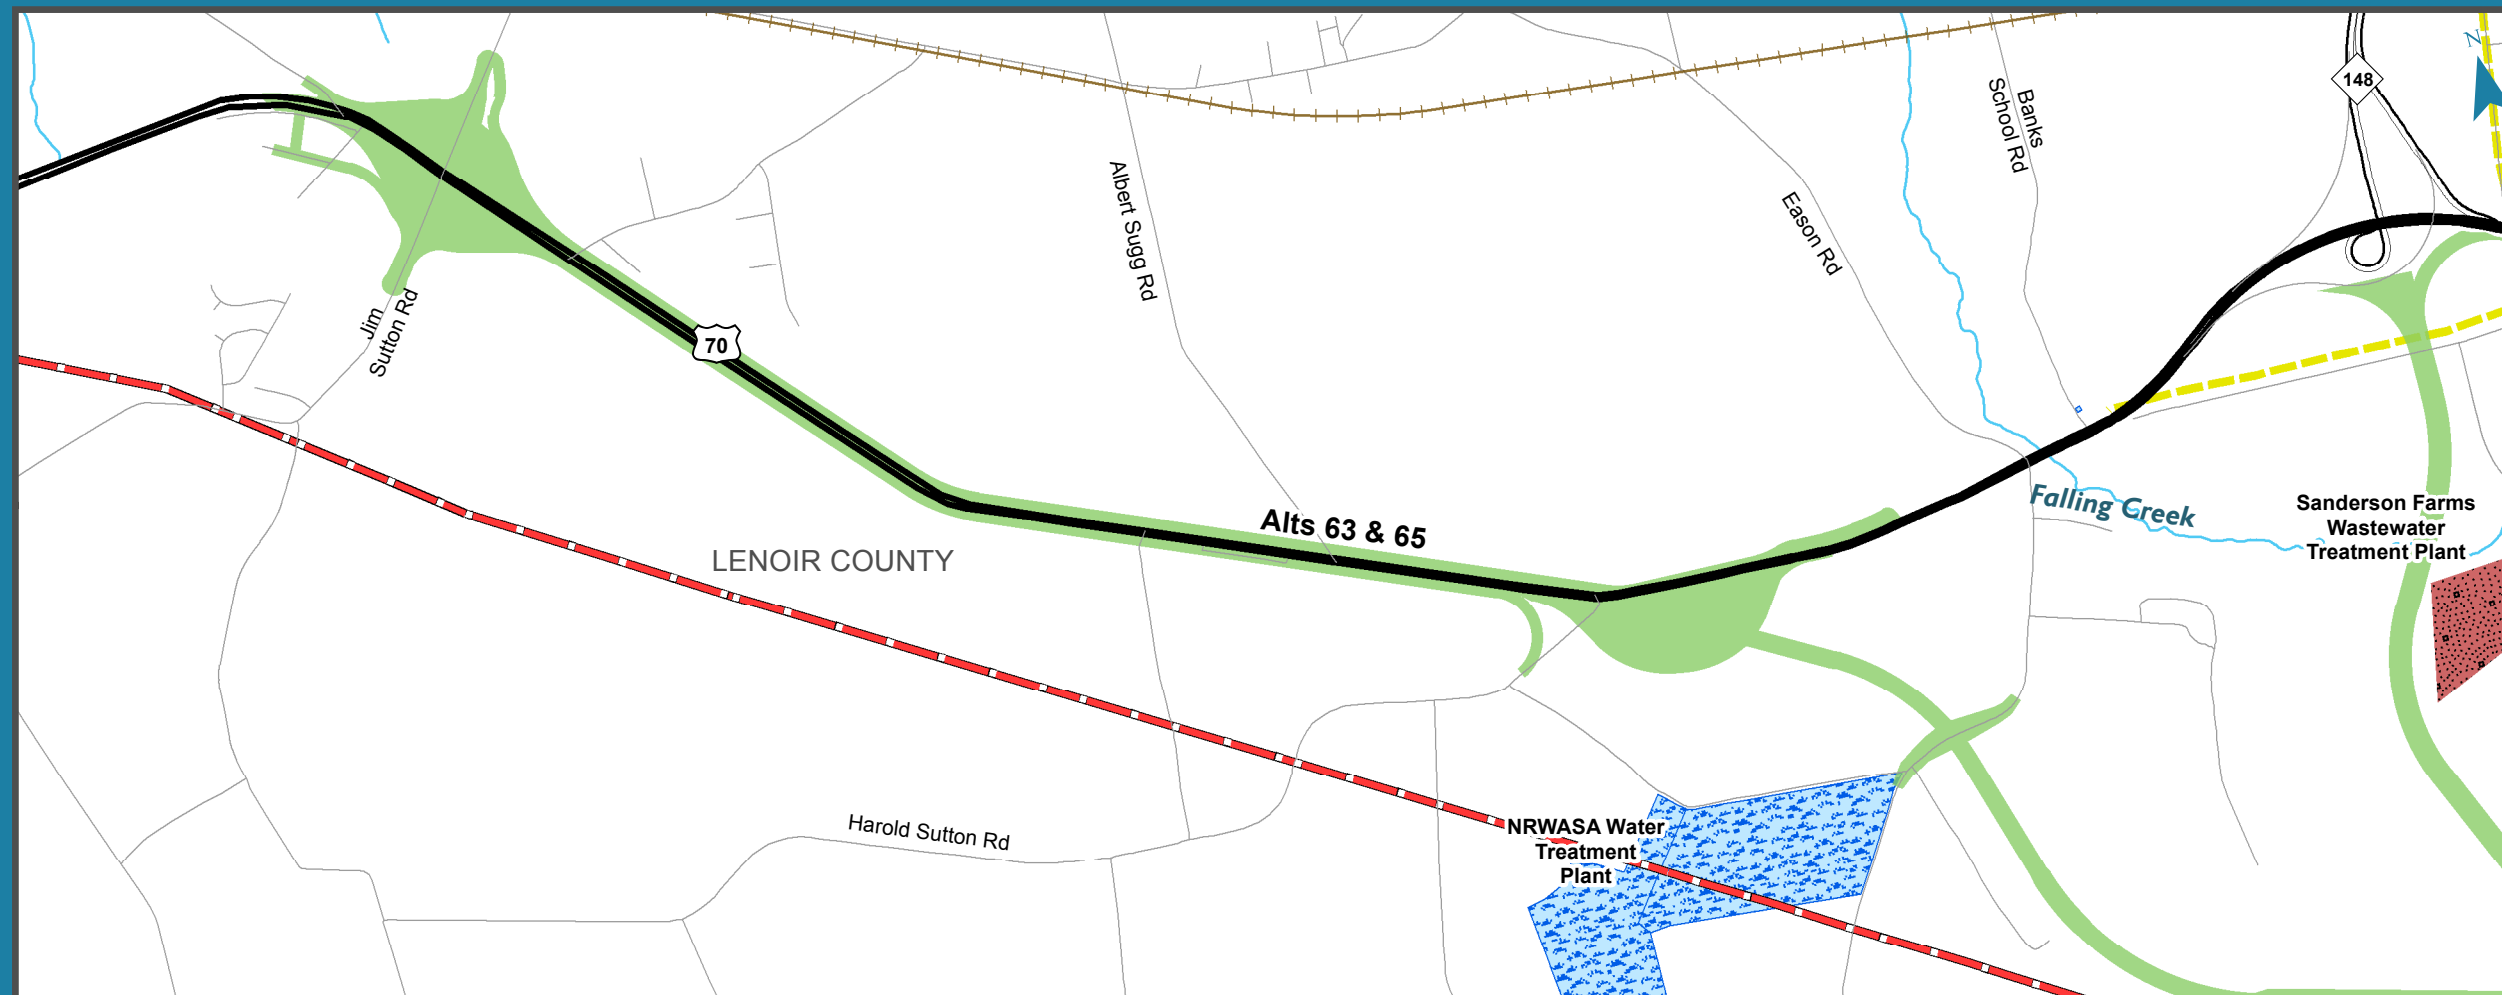 N
148
Banks
School Rd
Albert Sugg Rd
Eason Rd
Jim
Sutton Rd
70
Alts 63 & 65
LENOIR COUNTY
Falling Creek
Sanderson Farms
Wastewater
Treatment Plant
Harold Sutton Rd
NRWASA Water
Treatment
Plant